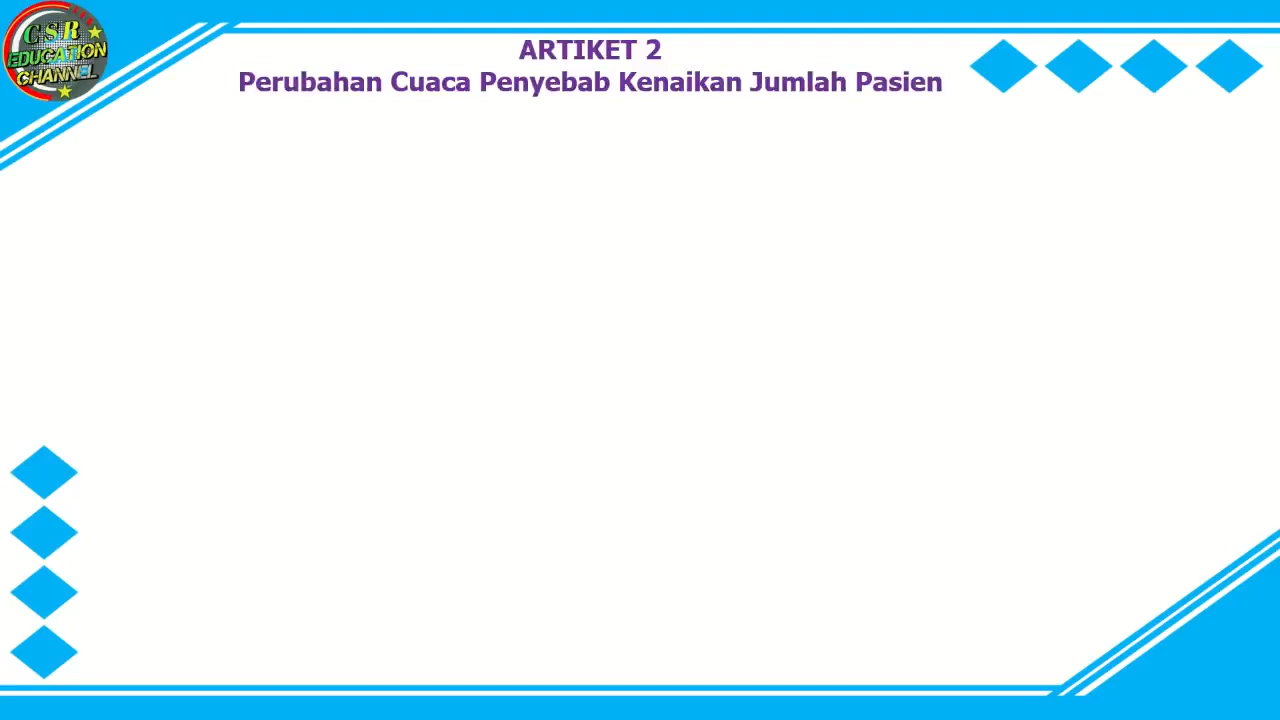 CSR
EDUCATION
CHANNEL
ARTIKET 2
Perubahan Cuaca Penyebab Kenaikan Jumlah Pasien